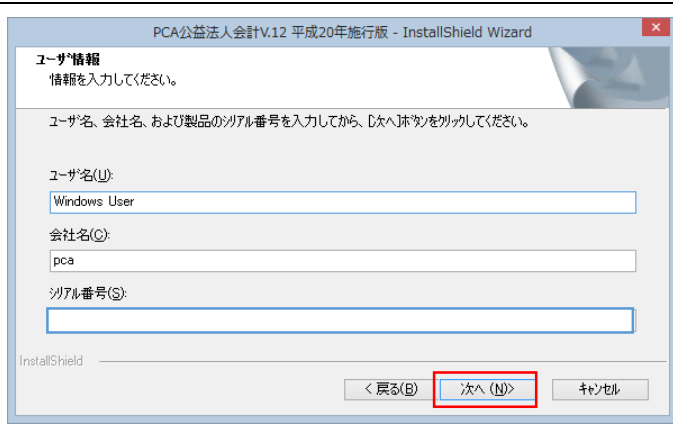 PCA公益法人会計V.12 平成20年施行版 - InstallShield Wizard
ユーザ情報
情報を入力してください。
ユーザ名、会社名、および製品のシリアル番号を入力してから、[次へ]ボタンをクリックしてください。
ユーザ名(U):
Windows User
会社名(C):
pca
シリアル番号(S):
InstallShield
< 戻る(B)
次へ (N)>
キャンセル